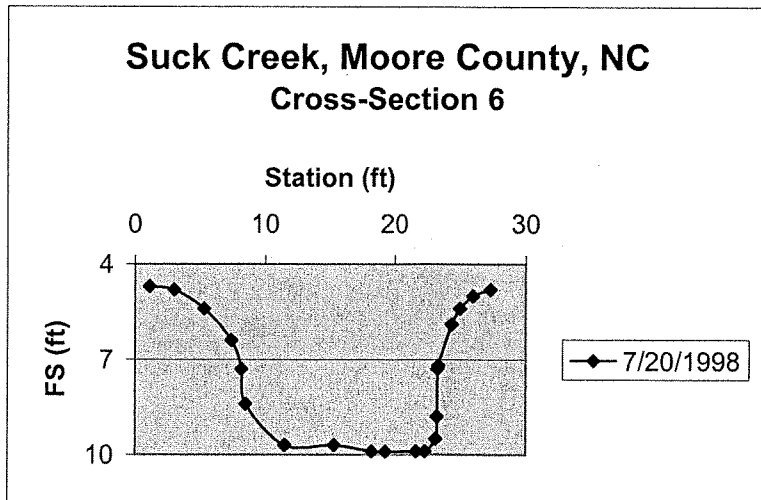 Suck Creek, Moore County, NC
Cross-Section 6
Station (ft)
0 10 20 30
4
7
10
FS (ft)
7/20/1998